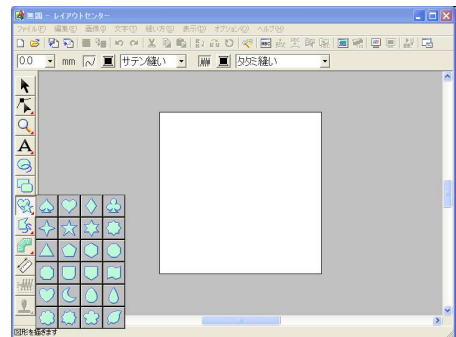 無題 - レイアウトセンター
ファイル(F) 編集(E) 画像(I) 文字(T) 縫い方(S) 表示(D) オプション(O) ヘルプ(H)
0.0 mm サテン縫い タタミ縫い
A
図形を描きます